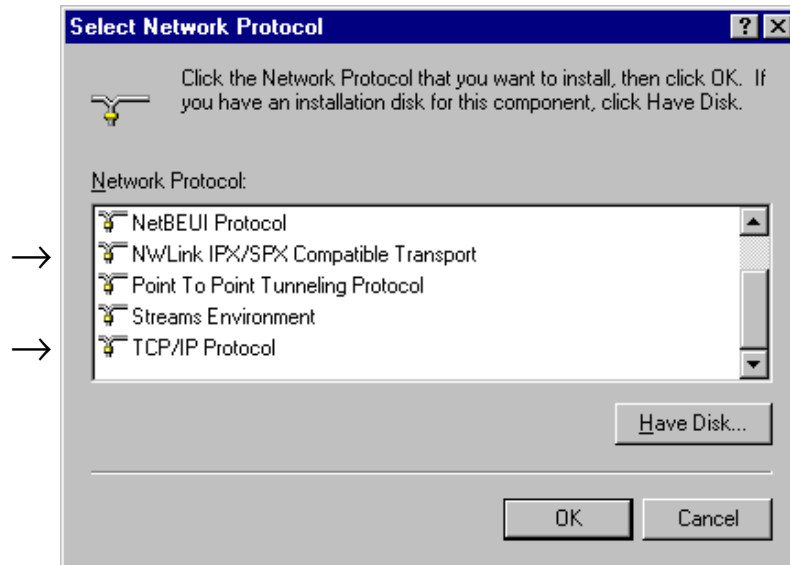 Select Network Protocol
Click the Network Protocol that you want to install, then click OK. If
you have an installation disk for this component, click Have Disk.
Network Protocol:
NetBEUI Protocol
NWLink IPX/SPX Compatible Transport
Point To Point Tunneling Protocol
Streams Environment
TCP/IP Protocol
Have Disk...
OK
Cancel